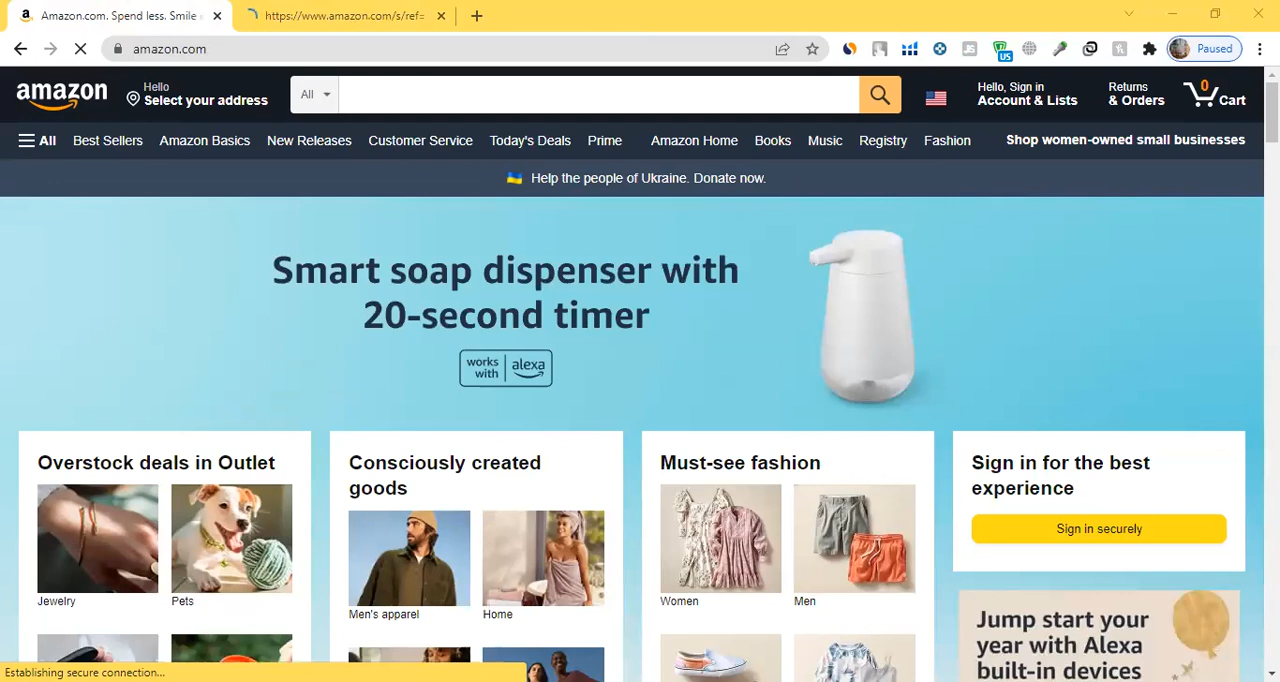 Amazon.com. Spend less. Smile
https://www.amazon.com/s/ref=
amazon.com
JS
US
Paused
amazon
Hello
Select your address
All
Hello, Sign in
Account & Lists
Returns
& Orders
0
Cart
All
Best Sellers
Amazon Basics
New Releases
Customer Service
Today's Deals
Prime
Amazon Home
Books
Music
Registry
Fashion
Shop women-owned small businesses
Help the people of Ukraine. Donate now.
Smart soap dispenser with
20-second timer
works
with
alexa
Overstock deals in Outlet
Jewelry
Pets
Consciously created
goods
Men's apparel
Home
Must-see fashion
Women
Men
Sign in for the best
experience
Sign in securely
Jump start your
year with Alexa
built-in devices
Establishing secure connection...